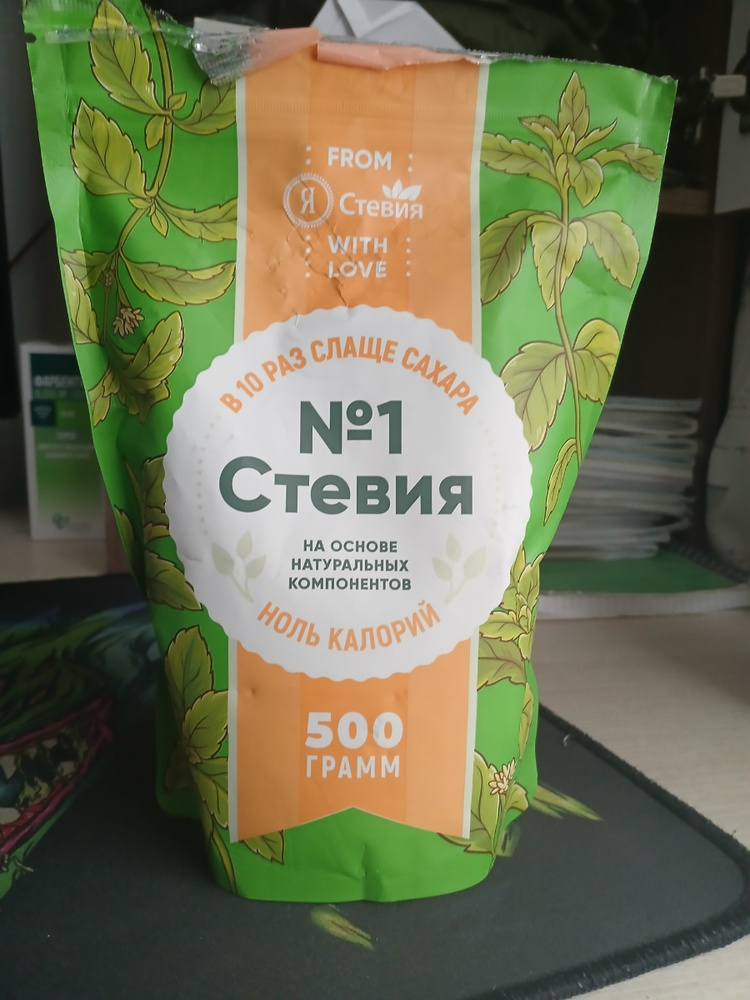 FROM
Я Стевия
WITH
LOVE
В 10 РАЗ СЛАЩЕ САХАРА
№1
Стевия
НА ОСНОВЕ
НАТУРАЛЬНЫХ
КОМПОНЕНТОВ
НОЛЬ КАЛОРИЙ
500
ГРАММ